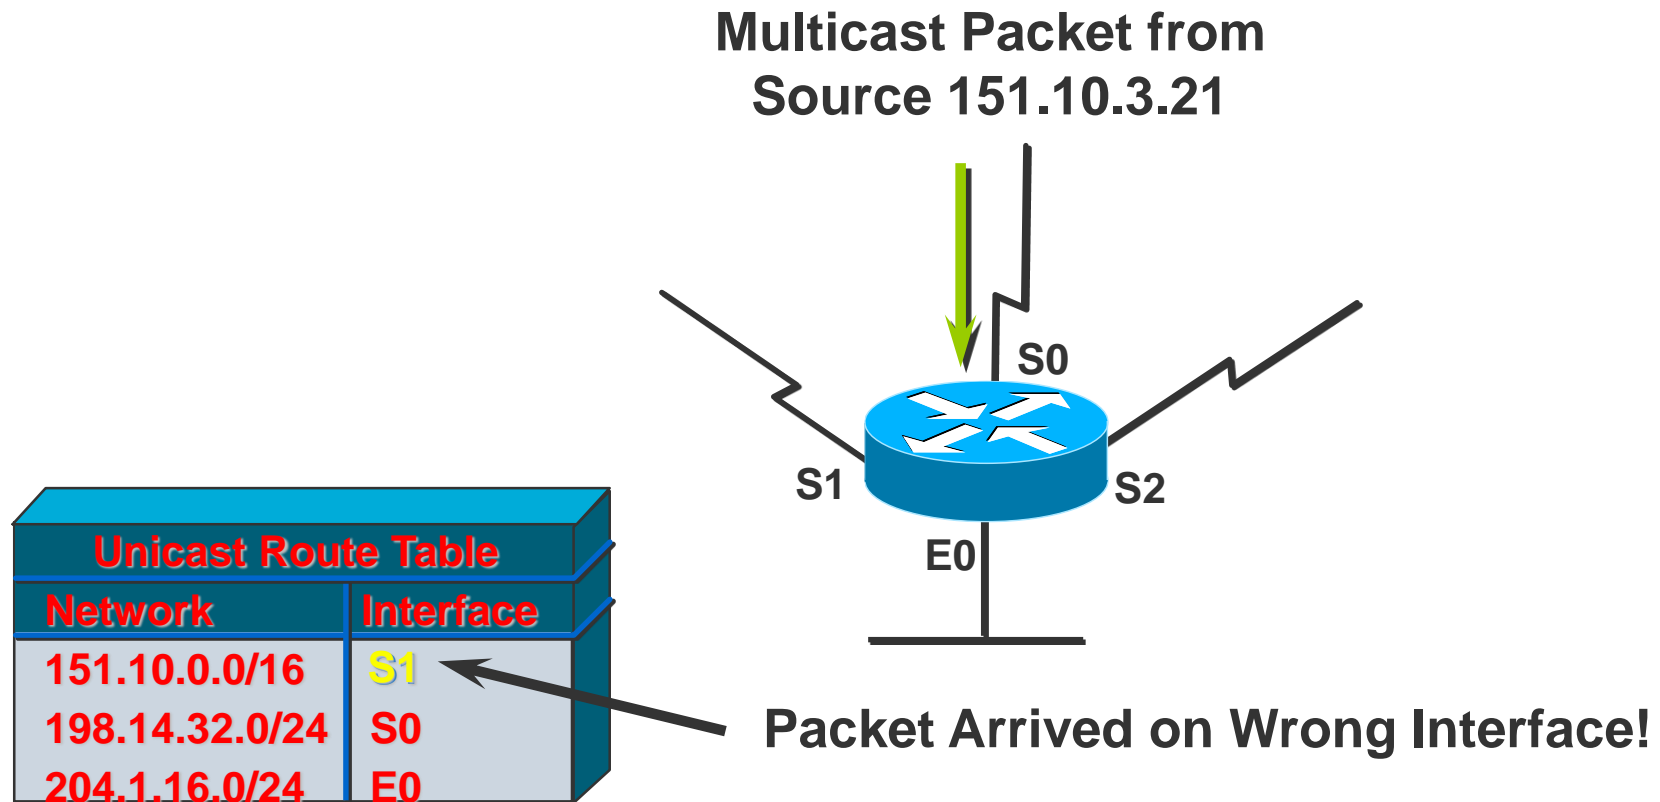 Multicast Packet from
Source 151.10.3.21
S0
S1
S2
E0
Unicast Route Table
Network Interface
151.10.0.0/16 S1
198.14.32.0/24 S0
204.1.16.0/24 E0
Packet Arrived on Wrong Interface!